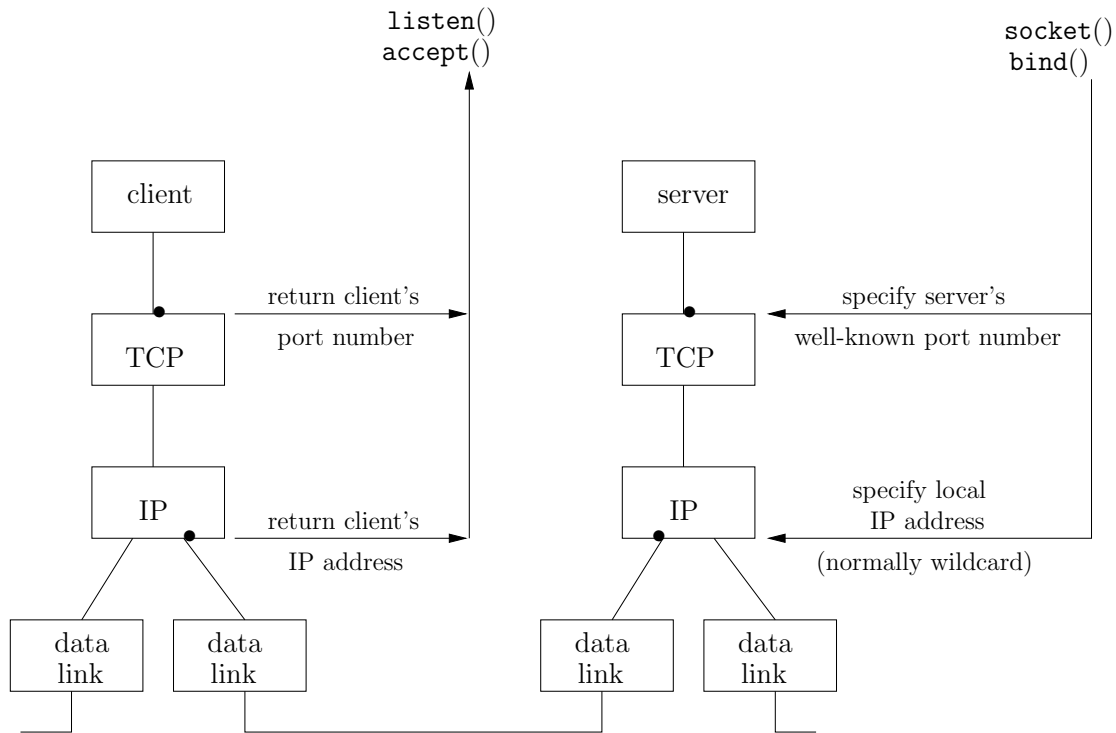 listen()
accept()
socket()
bind()
client
server
return client's
port number
specify server's
well-known port number
TCP
TCP
IP
IP
return client's
IP address
specify local
IP address
(normally wildcard)
data
link
data
link
data
link
data
link